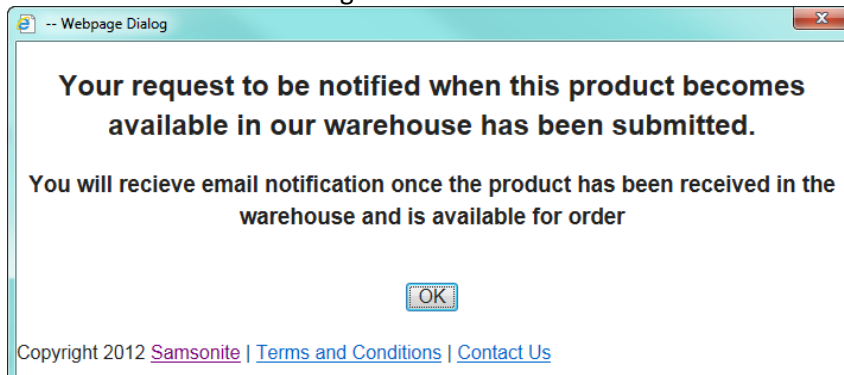 -- Webpage Dialog
x
Your request to be notified when this product becomes
available in our warehouse has been submitted.
You will recieve email notification once the product has been received in the
warehouse and is available for order
OK
Copyright 2012 Samsonite | Terms and Conditions | Contact Us